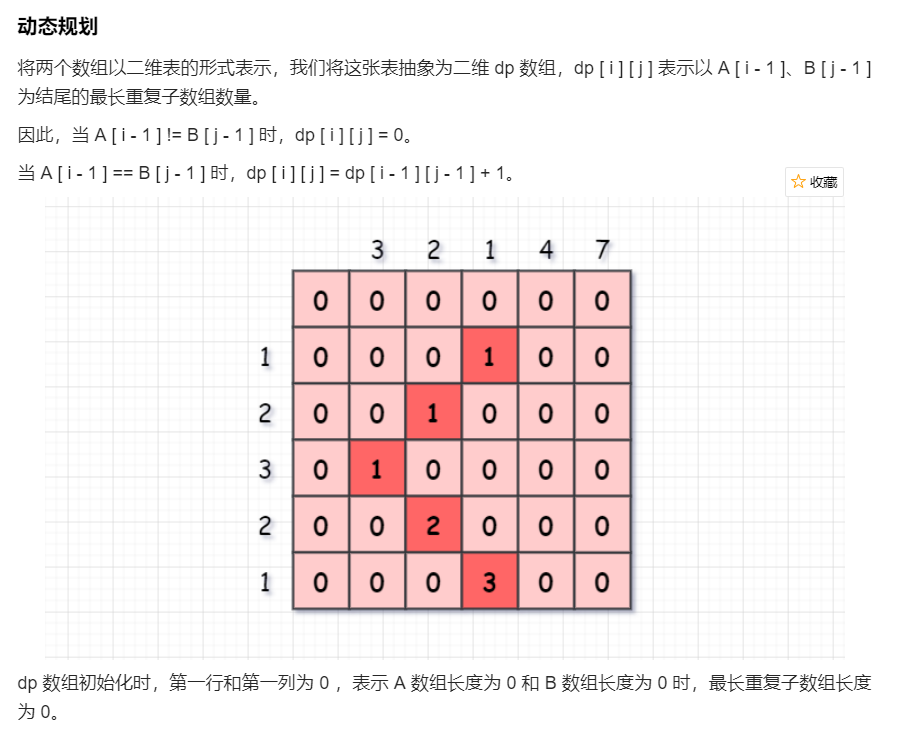 动态规划
将两个数组以二维表的形式表示，我们将这张表抽象为二维 dp 数组，dp [ i ] [ j ] 表示以 A [ i - 1 ]、B [ j - 1 ]
为结尾的最长重复子数组数量。
因此，当 A [ i - 1 ] != B [ j - 1 ] 时，dp [ i ] [ j ] = 0。
当 A [ i - 1 ] == B [ j - 1 ] 时，dp [ i ] [ j ] = dp [ i - 1 ] [ j - 1 ] + 1。
收藏
3 2 1 4 7
0 0 0 0 0 0
1 0 0 0 1 0 0
2 0 0 1 0 0 0
3 0 1 0 0 0 0
2 0 0 2 0 0 0
1 0 0 0 3 0 0
dp 数组初始化时，第一行和第一列为 0 ，表示 A 数组长度为 0 和 B 数组长度为 0 时，最长重复子数组长度
为 0。